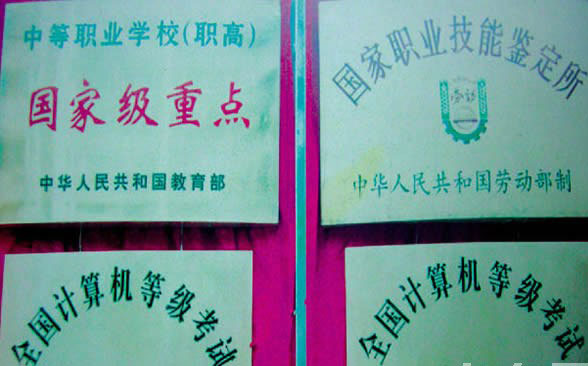 中等职业学校(职高)
国家级重点
中华人民共和国教育部
国家职业技能鉴定所
劳动
中华人民共和国劳动部制
全国计算机等级考试
全国计算机等级考试